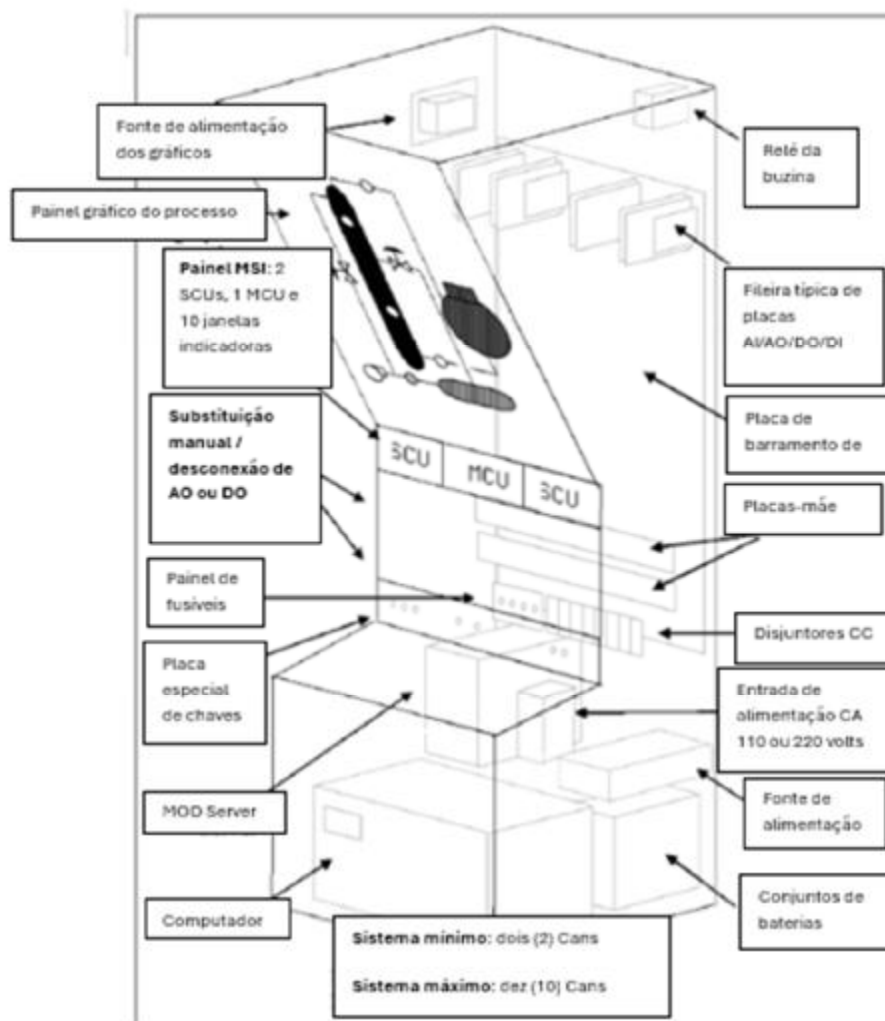 Fonte de alimentação
dos gráficos
Relé da
buzina
Painel gráfico do processo
Painel MSI: 2
SCUs, 1 MCU e
10 janelas
indicadoras
Fileira típica de
placas
AI/AO/DO/DI
Substituição
manual /
desconexão de
AO ou DO
Placa de
barramento de
SCU
MCU
SCU
Placas-mãe
Painel de
fusíveis
Disjuntores CC
Placa
especial
de chaves
Entrada de
alimentação CA
110 ou 220 volts
MOD Server
Fonte de
alimentação
Computador
Conjuntos de
baterias
Sistema mínimo: dois (2) Cans
Sistema máximo: dez (10) Cans